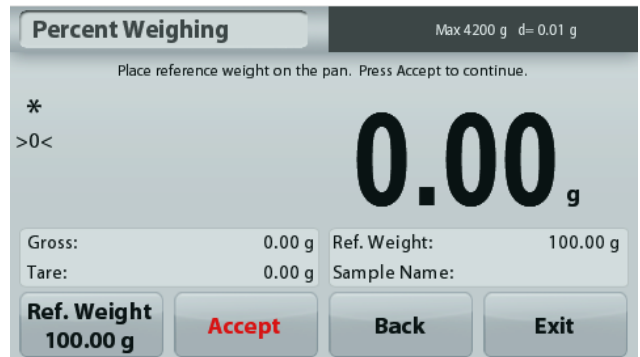 Percent Weighing
Max 4200 g d= 0.01 g
Place reference weight on the pan. Press Accept to continue.
*
>0<
0.00 g
Gross: 0.00 g Ref. Weight: 100.00 g
Tare: 0.00 g Sample Name:
Ref. Weight
100.00 g
Accept
Back
Exit